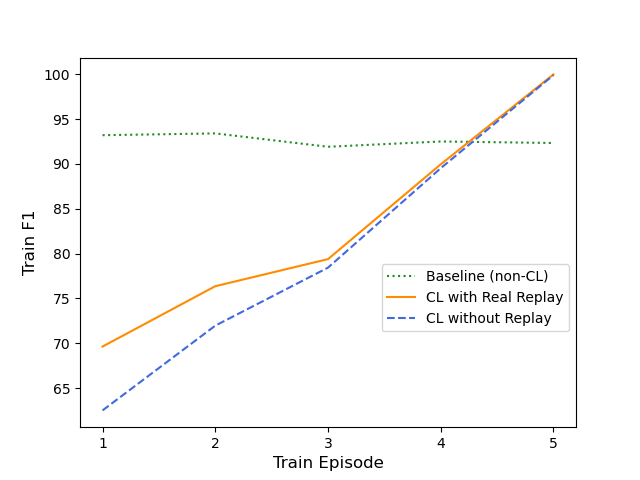 100
95
90
85
80
75
70
65
Train F1
Baseline (non-CL)
CL with Real Replay
CL without Replay
1 2 3 4 5
Train Episode